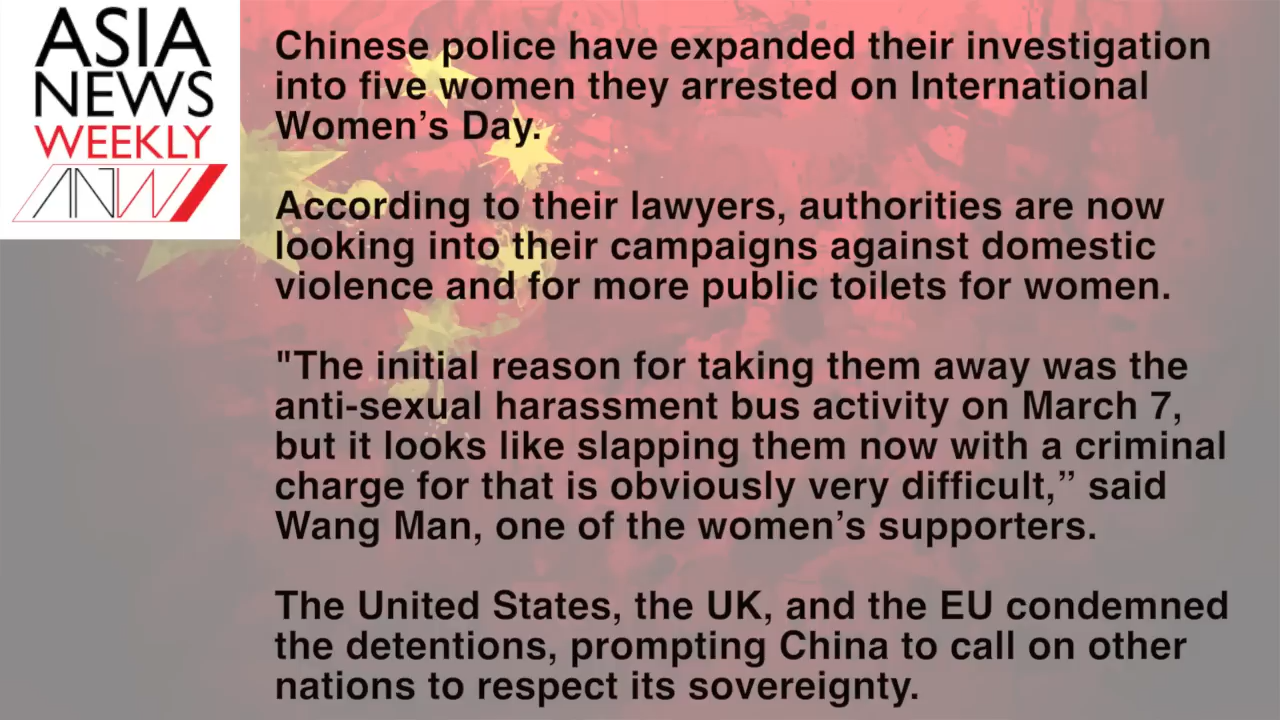 ASIA
NEWS
WEEKLY
ANW
Chinese police have expanded their investigation
into five women they arrested on International
Women’s Day.
According to their lawyers, authorities are now
looking into their campaigns against domestic
violence and for more public toilets for women.
"The initial reason for taking them away was the
anti-sexual harassment bus activity on March 7,
but it looks like slapping them now with a criminal
charge for that is obviously very difficult,” said
Wang Man, one of the women’s supporters.
The United States, the UK, and the EU condemned
the detentions, prompting China to call on other
nations to respect its sovereignty.